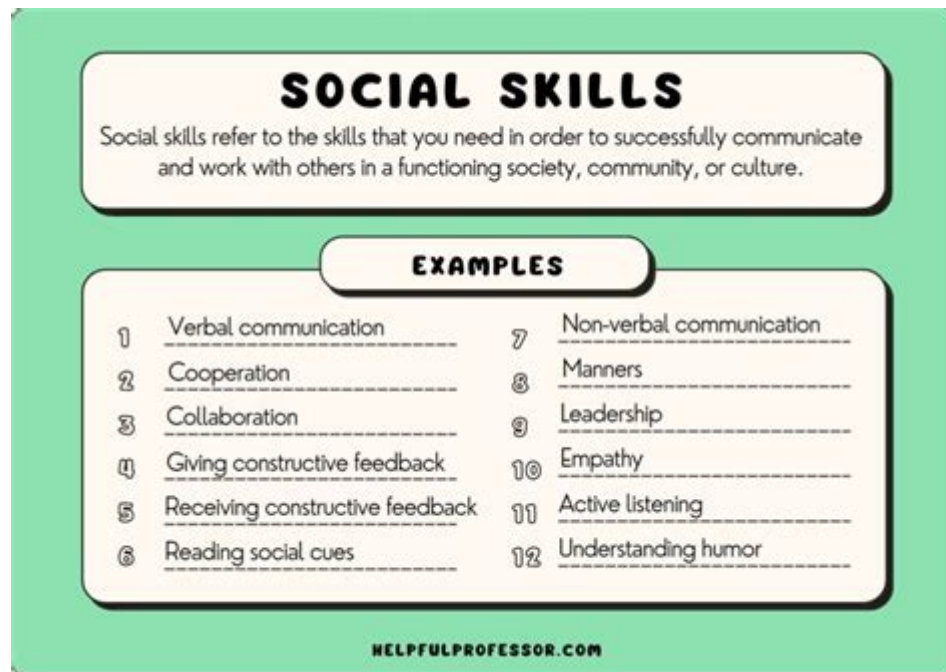 SOCIAL SKILLS
Social skills refer to the skills that you need in order to successfully communicate
and work with others in a functioning society, community, or culture.
EXAMPLES
1 Verbal communication
2 Cooperation
3 Collaboration
4 Giving constructive feedback
5 Receiving constructive feedback
6 Reading social cues
7 Non-verbal communication
8 Manners
9 Leadership
10 Empathy
11 Active listening
12 Understanding humor
HELPFULPROFESSOR.COM